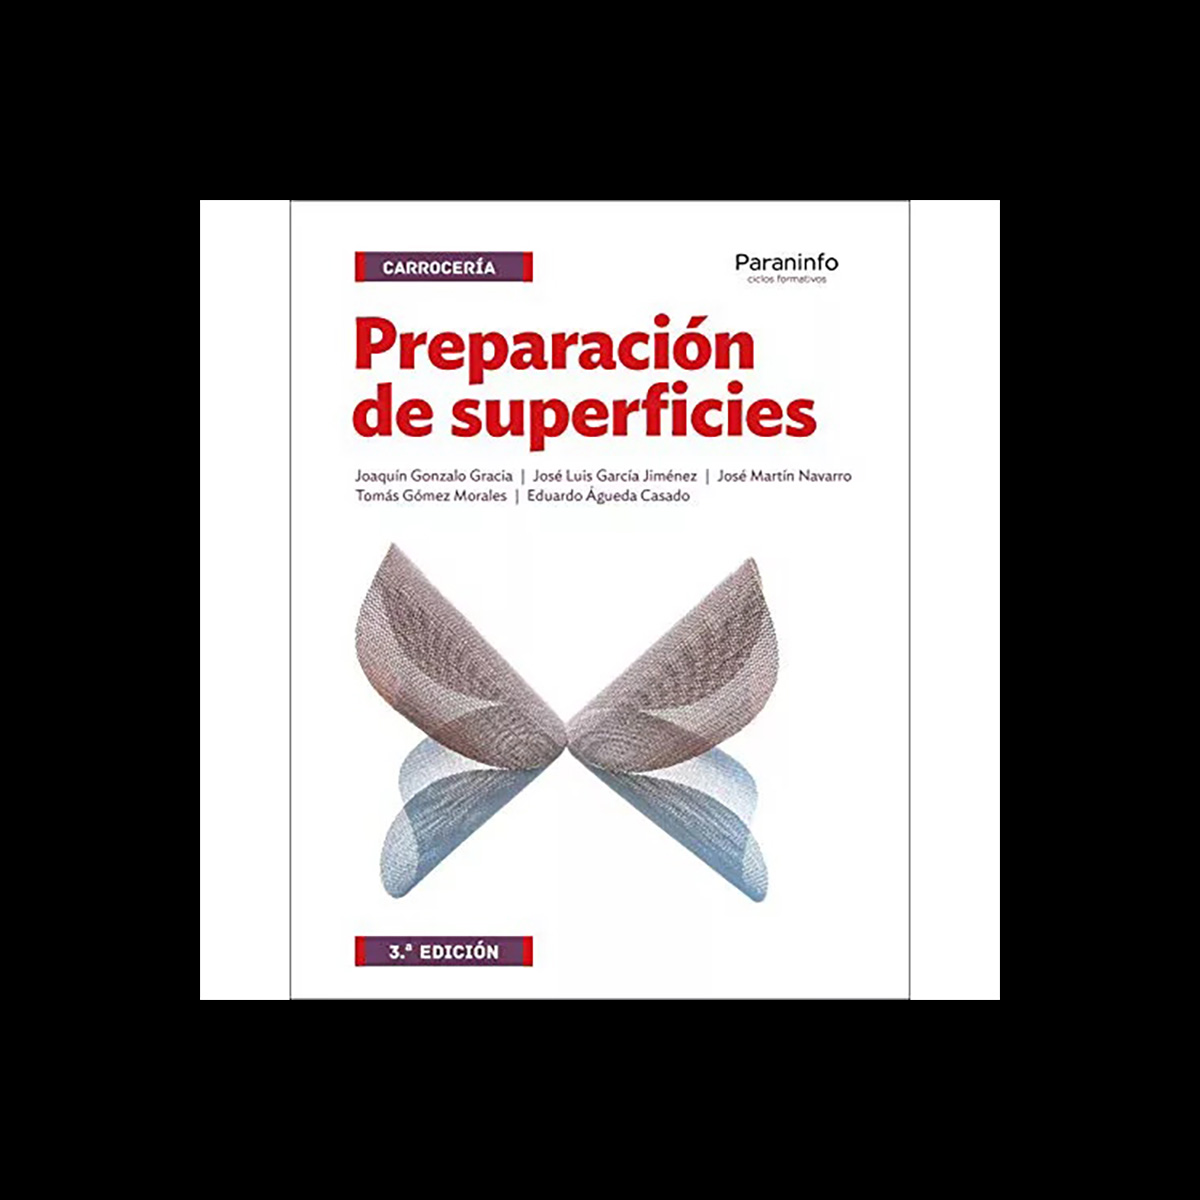 CARROCERÍA
Paraninfo
ciclos formativos
Preparación
de superficies
Joaquín Gonzalo Gracia | José Luis García Jiménez | José Martín Navarro
Tomás Gómez Morales | Eduardo Águeda Casado
3.ª EDICIÓN